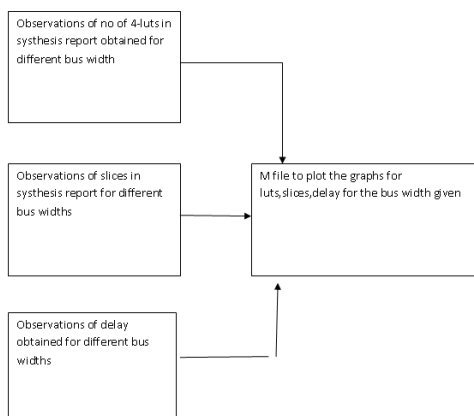 Observations of no of 4-luts in
systhesis report obtained for
different bus width
Observations of slices in
systhesis report for different
bus widths
M file to plot the graphs for
luts,slices,delay for the bus width given
Observations of delay
obtained for different bus
widths